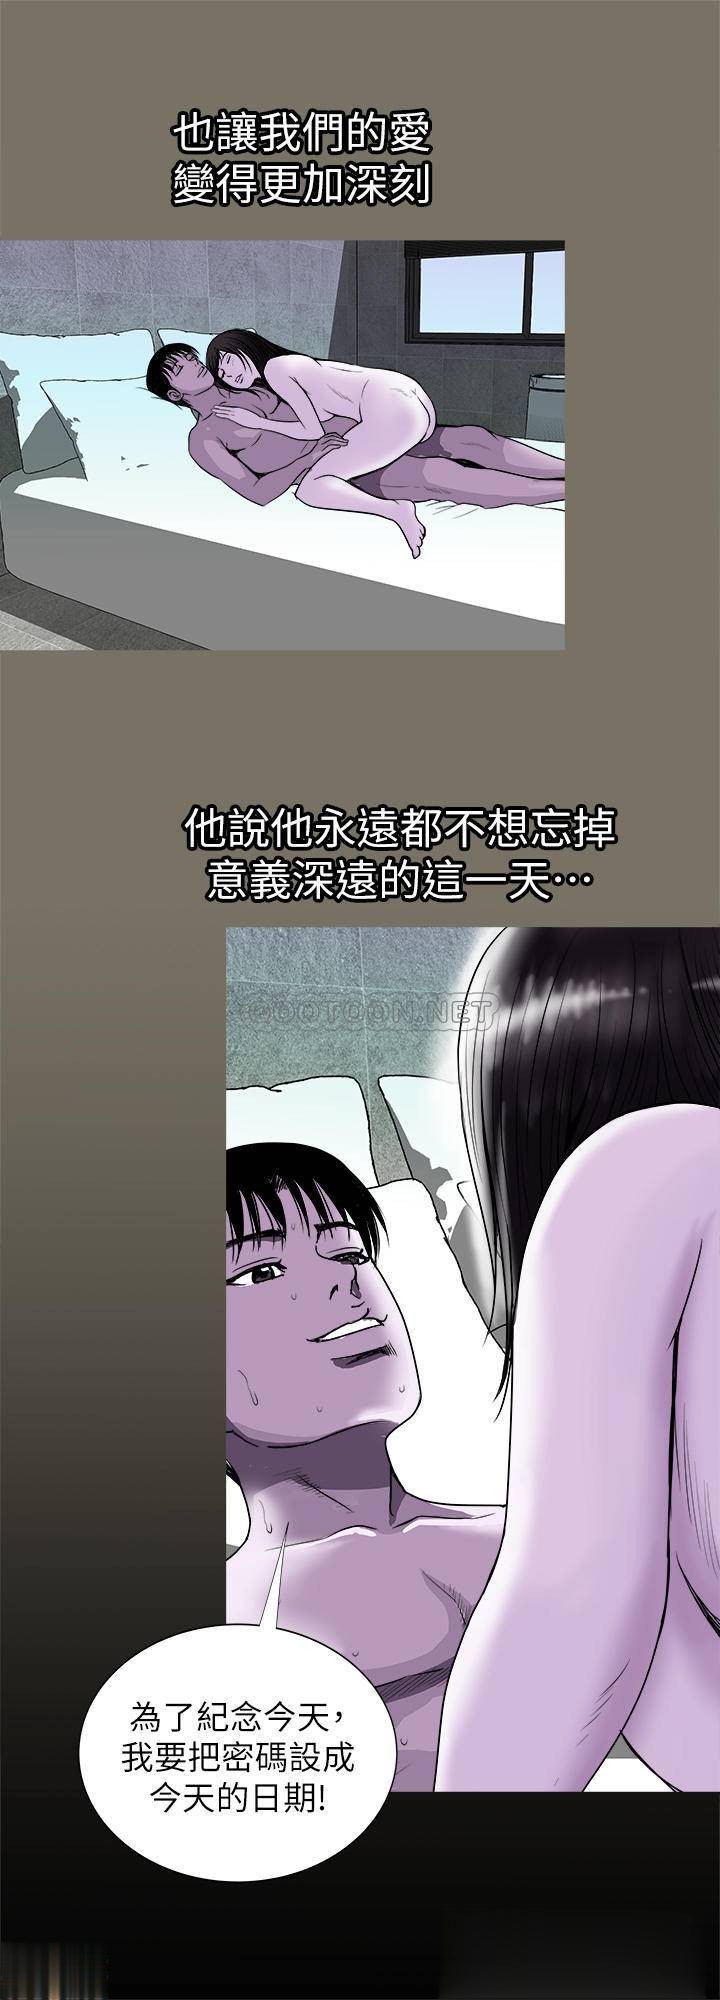 也讓我們的愛
變得更加深刻
他說他永遠都不想忘掉
意義深遠的這一天…
為了紀念今天，
我要把密碼設成
今天的日期!